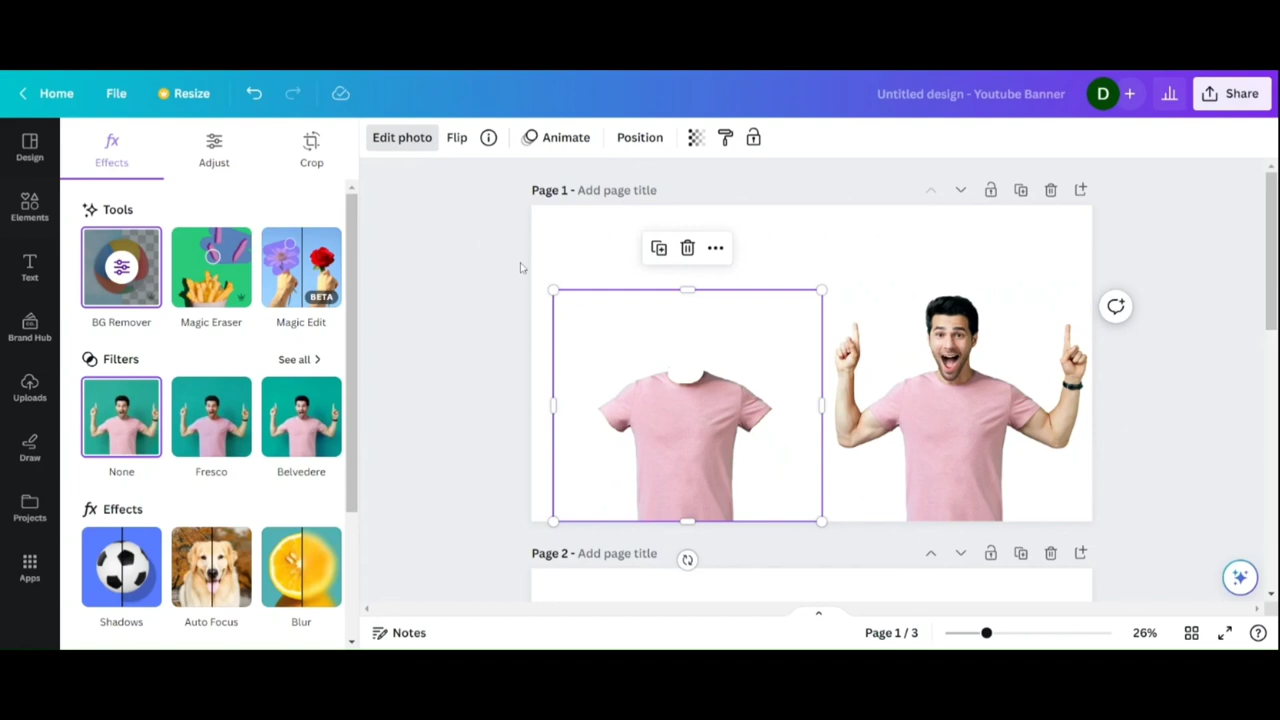 Home File Resize Untitled design - Youtube Banner D + Share
Design
Elements
Text
Brand Hub
Uploads
Draw
Projects
Apps
Effects Adjust Crop
Tools
BETA
BG Remover Magic Eraser Magic Edit
Filters See all
None Fresco Belvedere
Effects
Shadows Auto Focus Blur
Edit photo Flip Animate Position
Page 1 - Add page title
Page 2 - Add page title
Notes Page 1 / 3 26%